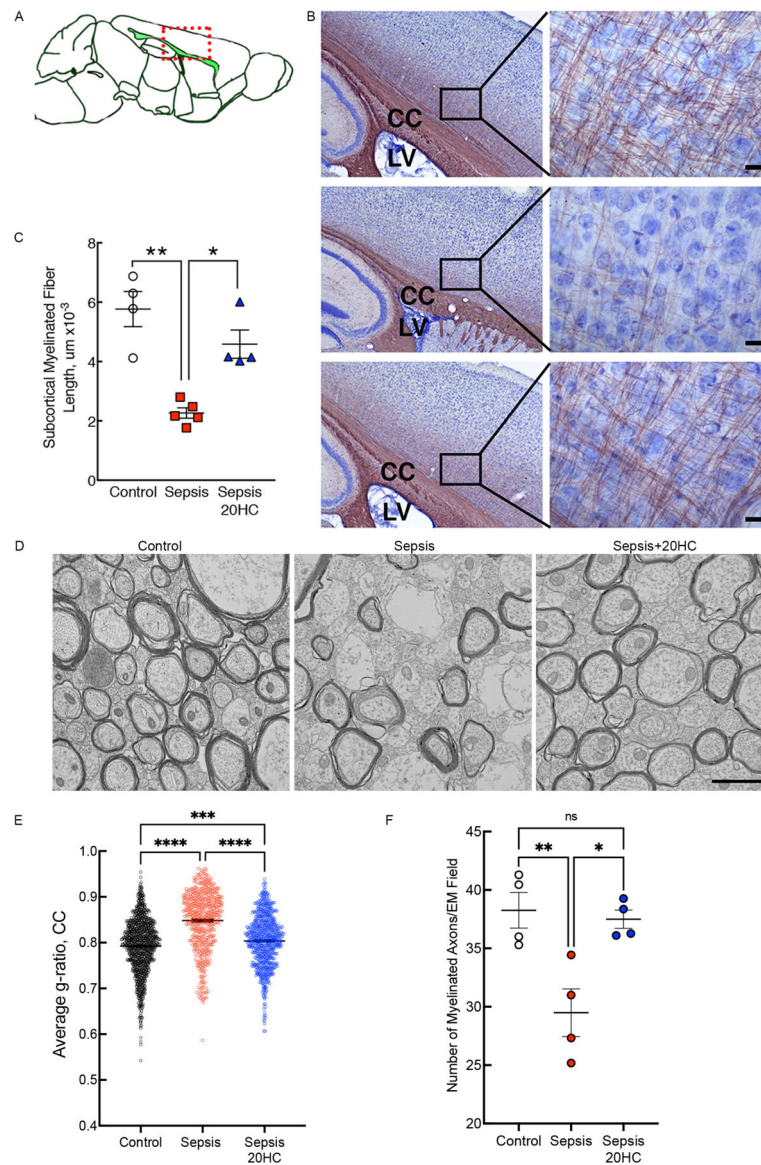 A
B
CC
LV
CC
LV
CC
LV
C
Subcortical Myelinated Fiber
Length, um x10-3
8
6
4
2
0
**
*
Control
Sepsis
Sepsis
20HC
D
Control
Sepsis
Sepsis+20HC
E
Average g-ratio, CC
1.0
0.9
0.8
0.7
0.6
0.5
0.4
***
****
****
Control
Sepsis
Sepsis
20HC
F
Number of Myelinated Axons/EM Field
45
40
35
30
25
20
ns
**
*
Control
Sepsis
Sepsis
20HC